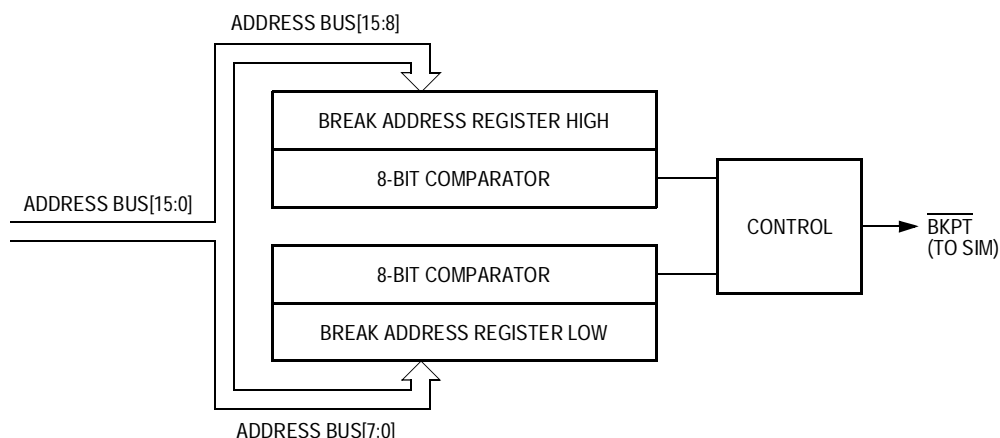 ADDRESS BUS[15:8]
BREAK ADDRESS REGISTER HIGH
8-BIT COMPARATOR
ADDRESS BUS[15:0]
CONTROL
BKPT
(TO SIM)
8-BIT COMPARATOR
BREAK ADDRESS REGISTER LOW
ADDRESS BUS[7:0]